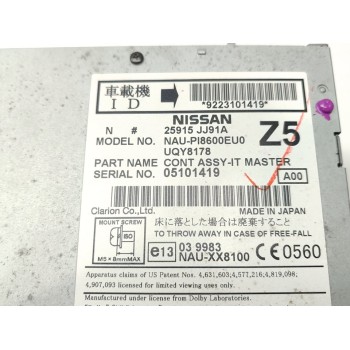 車載機
I D
*9223101419*
NISSAN
N # 25915 JJ91A
MODEL NO. NAU-PI8600EU0
Z5
UQY8178
PART NAME CONT ASSY-IT MASTER
SERIAL NO. 05101419
A00
Clarion Co., Ltd.
MADE IN JAPAN
MOUNT SCREW
M5×8mmMAX
床に落とした場合は廃棄のこと
TO THROW AWAY IN CASE OF FREE-FALL
e13 03 9983
NAU-XX8100
CE0560
Apparatus claims of US Patent Nos. 4,631,603;4,577,216;4,819,098;
4,907,093 licensed for limited viewing uses only.
Manufactured under license from Dolby Laboratories.